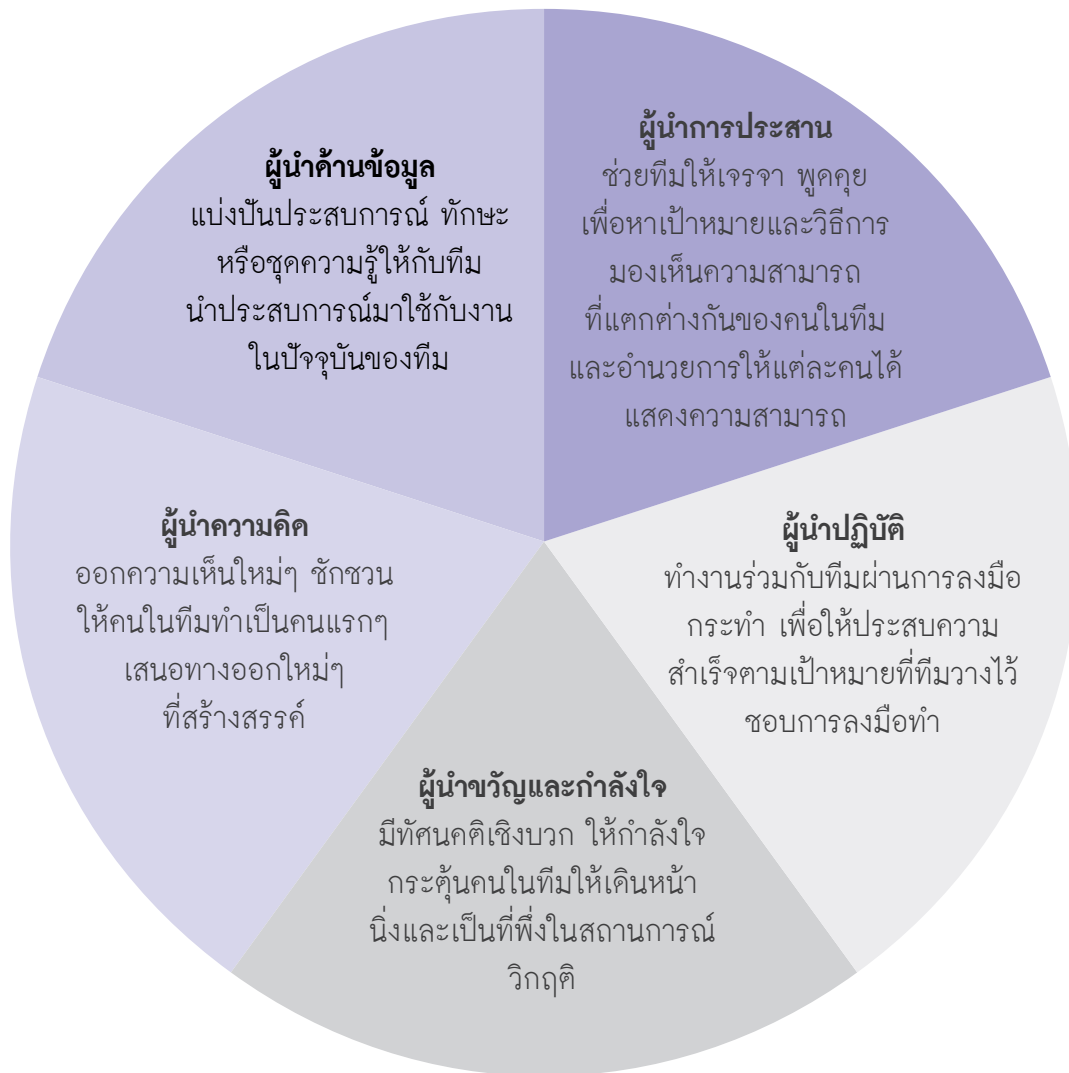 ผู้นำการประสาน
ช่วยทีมให้เจรจา พูดคุย
เพื่อหาเป้าหมายและวิธีการ
มองเห็นความสามารถ
ที่แตกต่างกันของคนในทีม
และอำนวยการให้แต่ละคนได้
แสดงความสามารถ
ผู้นำปฏิบัติ
ทำงานร่วมกับทีมผ่านการลงมือ
กระทำ เพื่อให้ประสบความ
สำเร็จตามเป้าหมายที่ทีมวางไว้
ชอบการลงมือทำ
ผู้นำขวัญและกำลังใจ
มีทัศนคติเชิงบวก ให้กำลังใจ
กระตุ้นคนในทีมให้เดินหน้า
นิ่งและเป็นที่พึ่งในสถานการณ์
วิกฤติ
ผู้นำความคิด
ออกความเห็นใหม่ๆ ชักชวน
ให้คนในทีมทำเป็นคนแรกๆ
เสนอทางออกใหม่ๆ
ที่สร้างสรรค์
ผู้นำด้านข้อมูล
แบ่งปันประสบการณ์ ทักษะ
หรือชุดความรู้ให้กับทีม
นำประสบการณ์มาใช้กับงาน
ในปัจจุบันของทีม